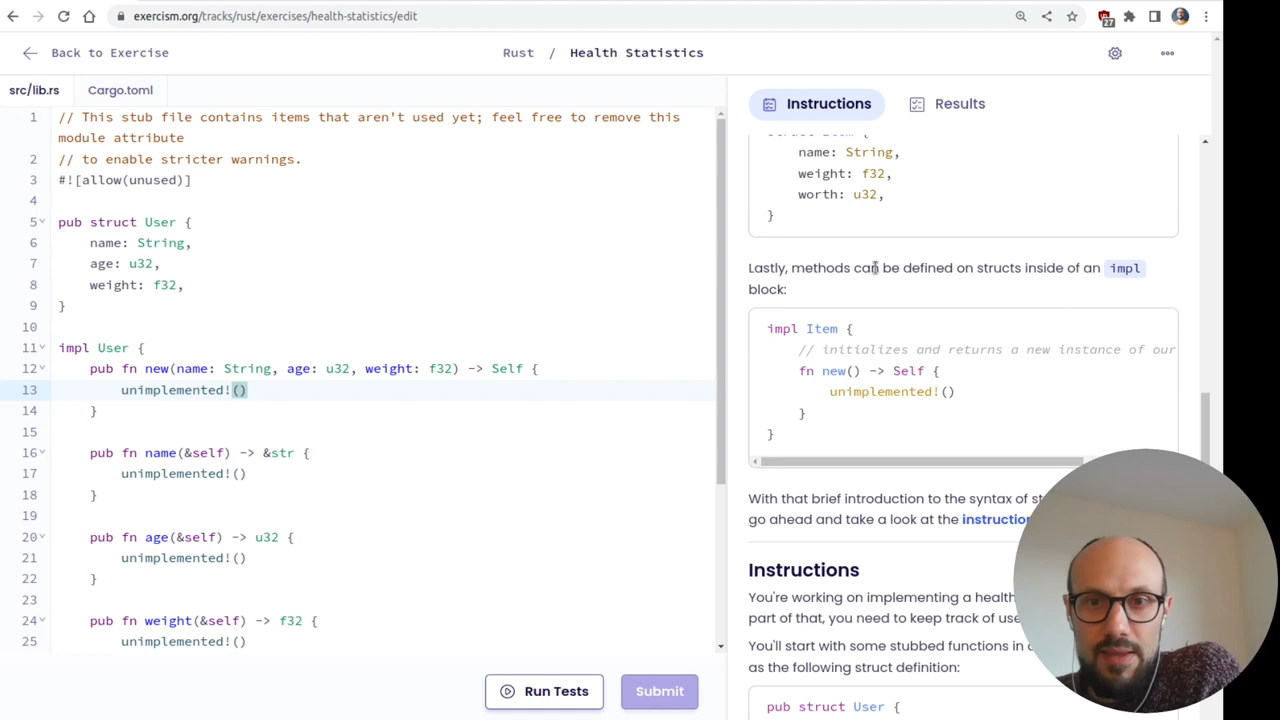 exercism.org/tracks/rust/exercises/health-statistics/edit
27
Back to Exercise
Rust / Health Statistics
src/lib.rs
Cargo.toml
1 // This stub file contains items that aren't used yet; feel free to remove this
module attribute
2 // to enable stricter warnings.
3 #![allow(unused)]
4
5 pub struct User {
6 name: String,
7 age: u32,
8 weight: f32,
9 }
10
11 impl User {
12 pub fn new(name: String, age: u32, weight: f32) -> Self {
13 unimplemented!()
14 }
15
16 pub fn name(&self) -> &str {
17 unimplemented!()
18 }
19
20 pub fn age(&self) -> u32 {
21 unimplemented!()
22 }
23
24 pub fn weight(&self) -> f32 {
25 unimplemented!()
Run Tests
Submit
Instructions
Results
name: String,
weight: f32,
worth: u32,
}
Lastly, methods can be defined on structs inside of an impl
block:
impl Item {
// initializes and returns a new instance of our
fn new() -> Self {
unimplemented!()
}
}
With that brief introduction to the syntax of
go ahead and take a look at the
Instructions
You're working on implementing a health
part of that, you need to keep track of
You'll start with some stubbed functions in
as the following struct definition:
pub struct User {